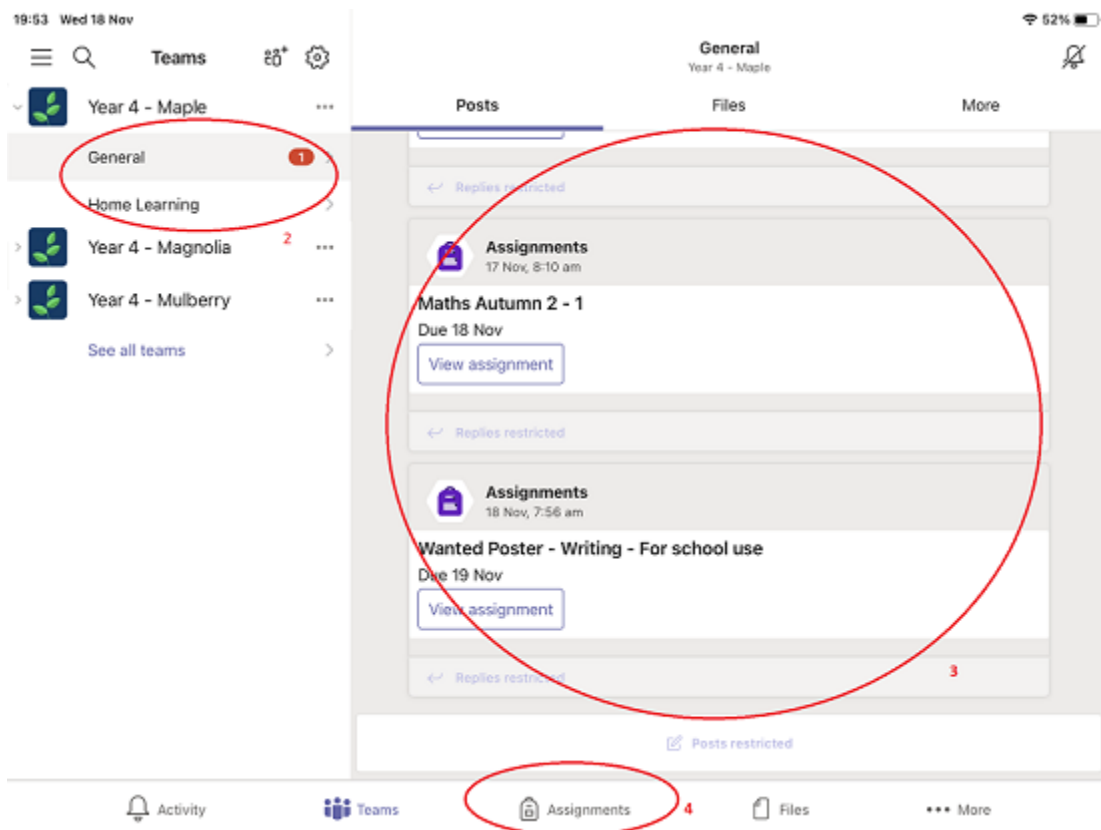 19:53 Wed 18 Nov
52%
Teams
General
Year 4 - Maple
Year 4 - Maple
Posts
Files
More
General
1
Home Learning
2
Year 4 - Magnolia
Year 4 - Mulberry
See all teams
Replies restricted
Assignments
17 Nov, 8:10 am
Maths Autumn 2 - 1
Due 18 Nov
View assignment
Replies restricted
Assignments
18 Nov, 7:56 am
Wanted Poster - Writing - For school use
Due 19 Nov
View assignment
Replies restricted
3
Posts restricted
Activity
Teams
Assignments
4
Files
More